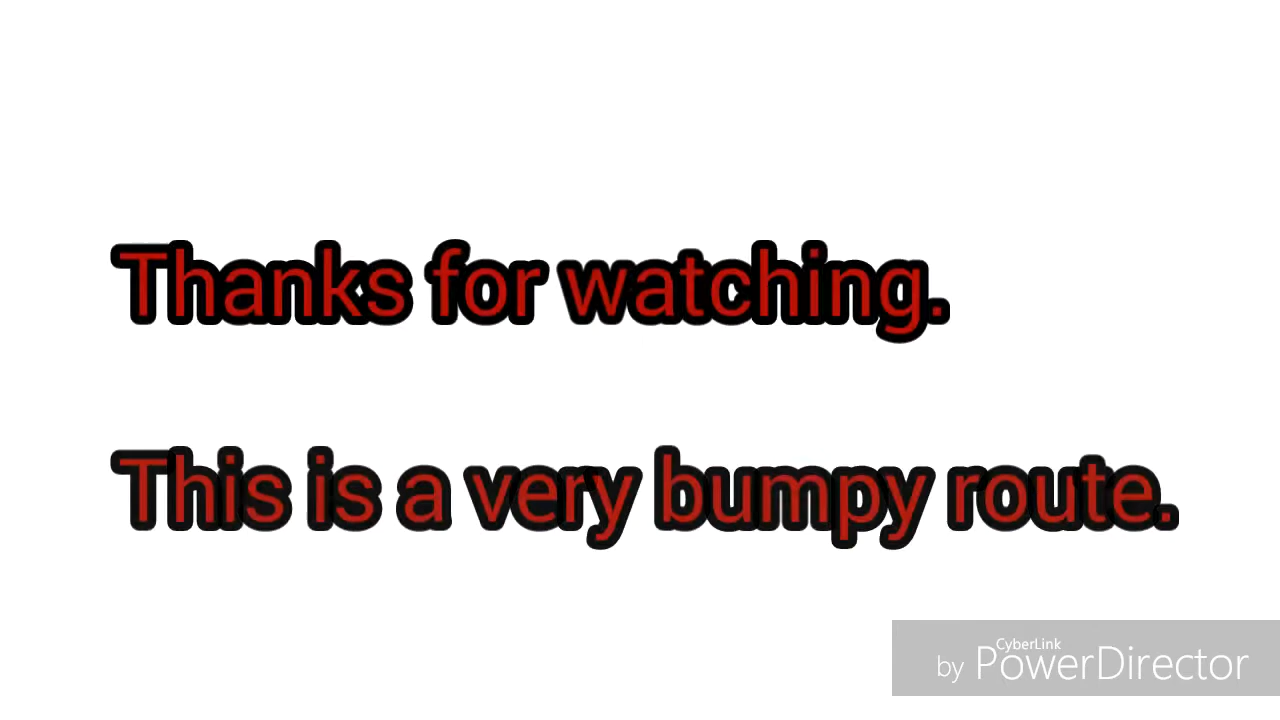 Thanks for watching.
This is a very bumpy route.
CyberLink
by PowerDirector